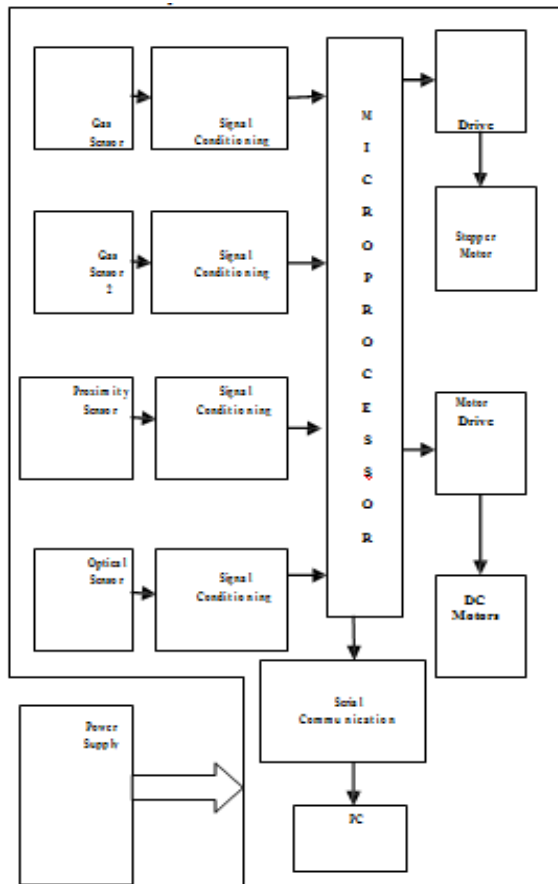 Gas
Sensor
Signal
Conditioning
M
I
C
R
O
P
R
O
C
E
S
S
O
R
Drive
Stepper
Motor
Gas
Sensor
2
Signal
Conditioning
Proximity
Sensor
Signal
Conditioning
Motor
Drive
Optical
Sensor
Signal
Conditioning
DC
Motors
Serial
Communication
Power
Supply
PC